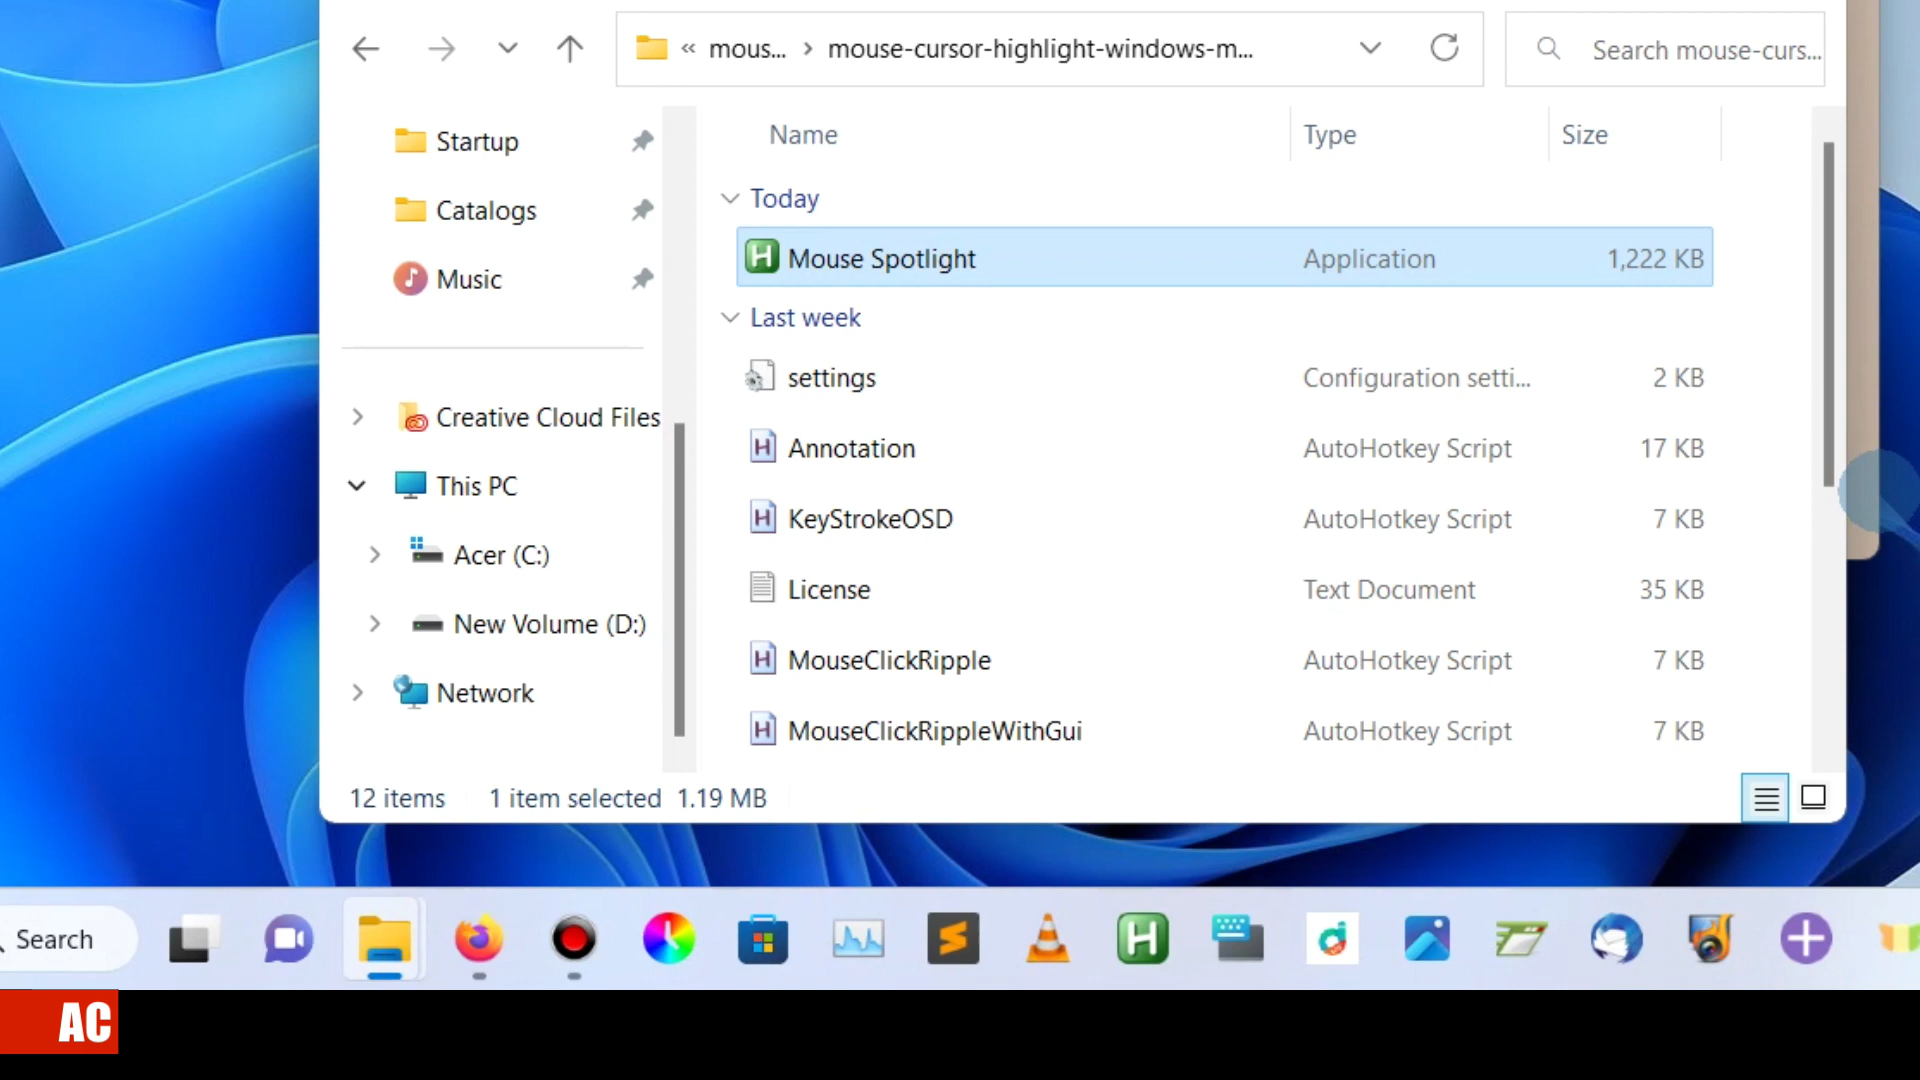 « mous... > mouse-cursor-highlight-windows-m...
Search mouse-curs...
Startup
Catalogs
Music
Creative Cloud Files
This PC
Acer (C:)
New Volume (D:)
Network
Name Type Size
Today
Mouse Spotlight Application 1,222 KB
Last week
settings Configuration setti... 2 KB
Annotation AutoHotkey Script 17 KB
KeyStrokeOSD AutoHotkey Script 7 KB
License Text Document 35 KB
MouseClickRipple AutoHotkey Script 7 KB
MouseClickRippleWithGui AutoHotkey Script 7 KB
12 items 1 item selected 1.19 MB
Search
AC